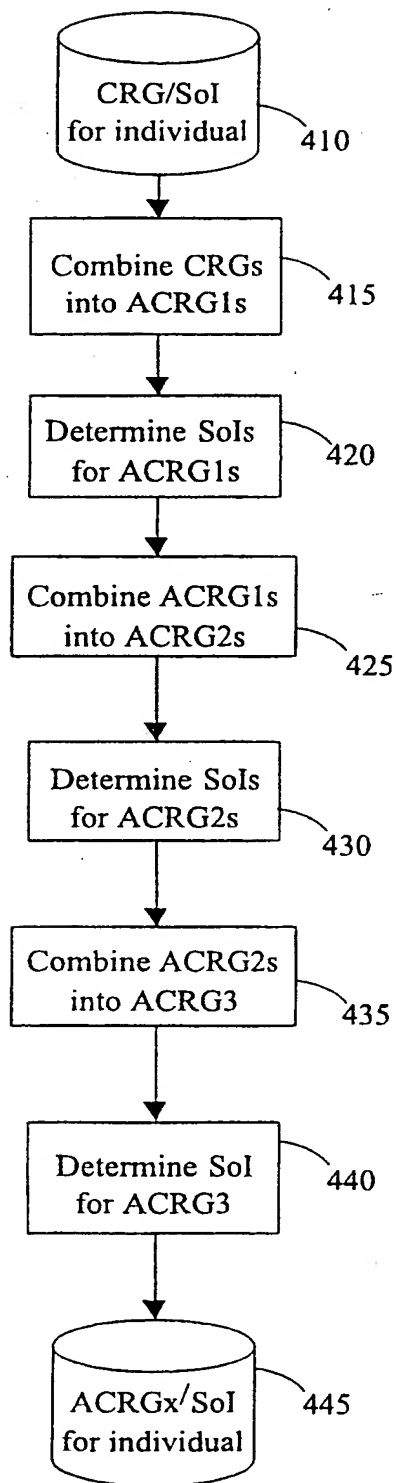 CRG/SoI
for individual
410
Combine CRGs
into ACRG1s
415
Determine SoIs
for ACRG1s
420
Combine ACRG1s
into ACRG2s
425
Determine SoIs
for ACRG2s
430
Combine ACRG2s
into ACRG3
435
Determine SoI
for ACRG3
440
ACRGx/SoI
for individual
445